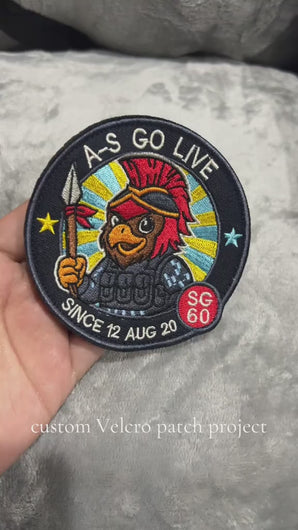 A-S GO LIVE
SG
60
SINCE 12 AUG 20
custom Velcro patch project